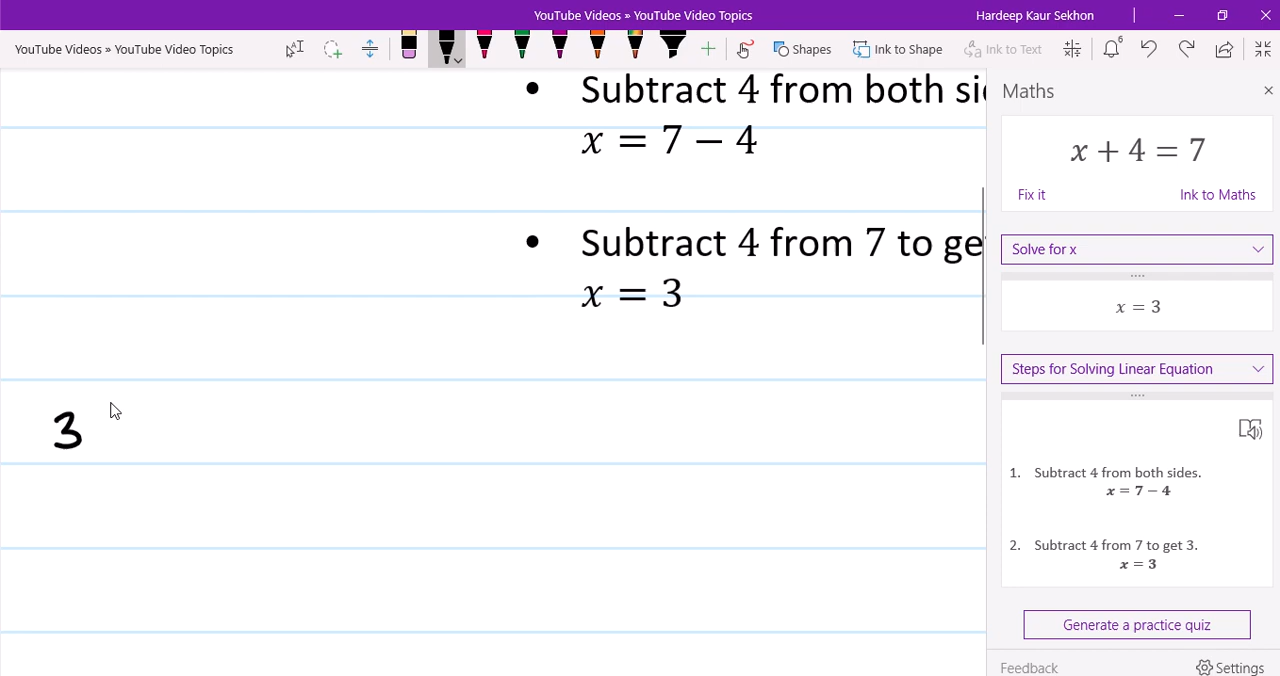 YouTube Videos » YouTube Video Topics
Hardeep Kaur Sekhon
YouTube Videos » YouTube Video Topics
Shapes
Ink to Shape
Ink to Text
6
• Subtract 4 from both si
x = 7 − 4
• Subtract 4 from 7 to ge
x = 3
3
Maths
x + 4 = 7
Fix it
Ink to Maths
Solve for x
x = 3
Steps for Solving Linear Equation
1. Subtract 4 from both sides.
x = 7 − 4
2. Subtract 4 from 7 to get 3.
x = 3
Generate a practice quiz
Feedback
Settings